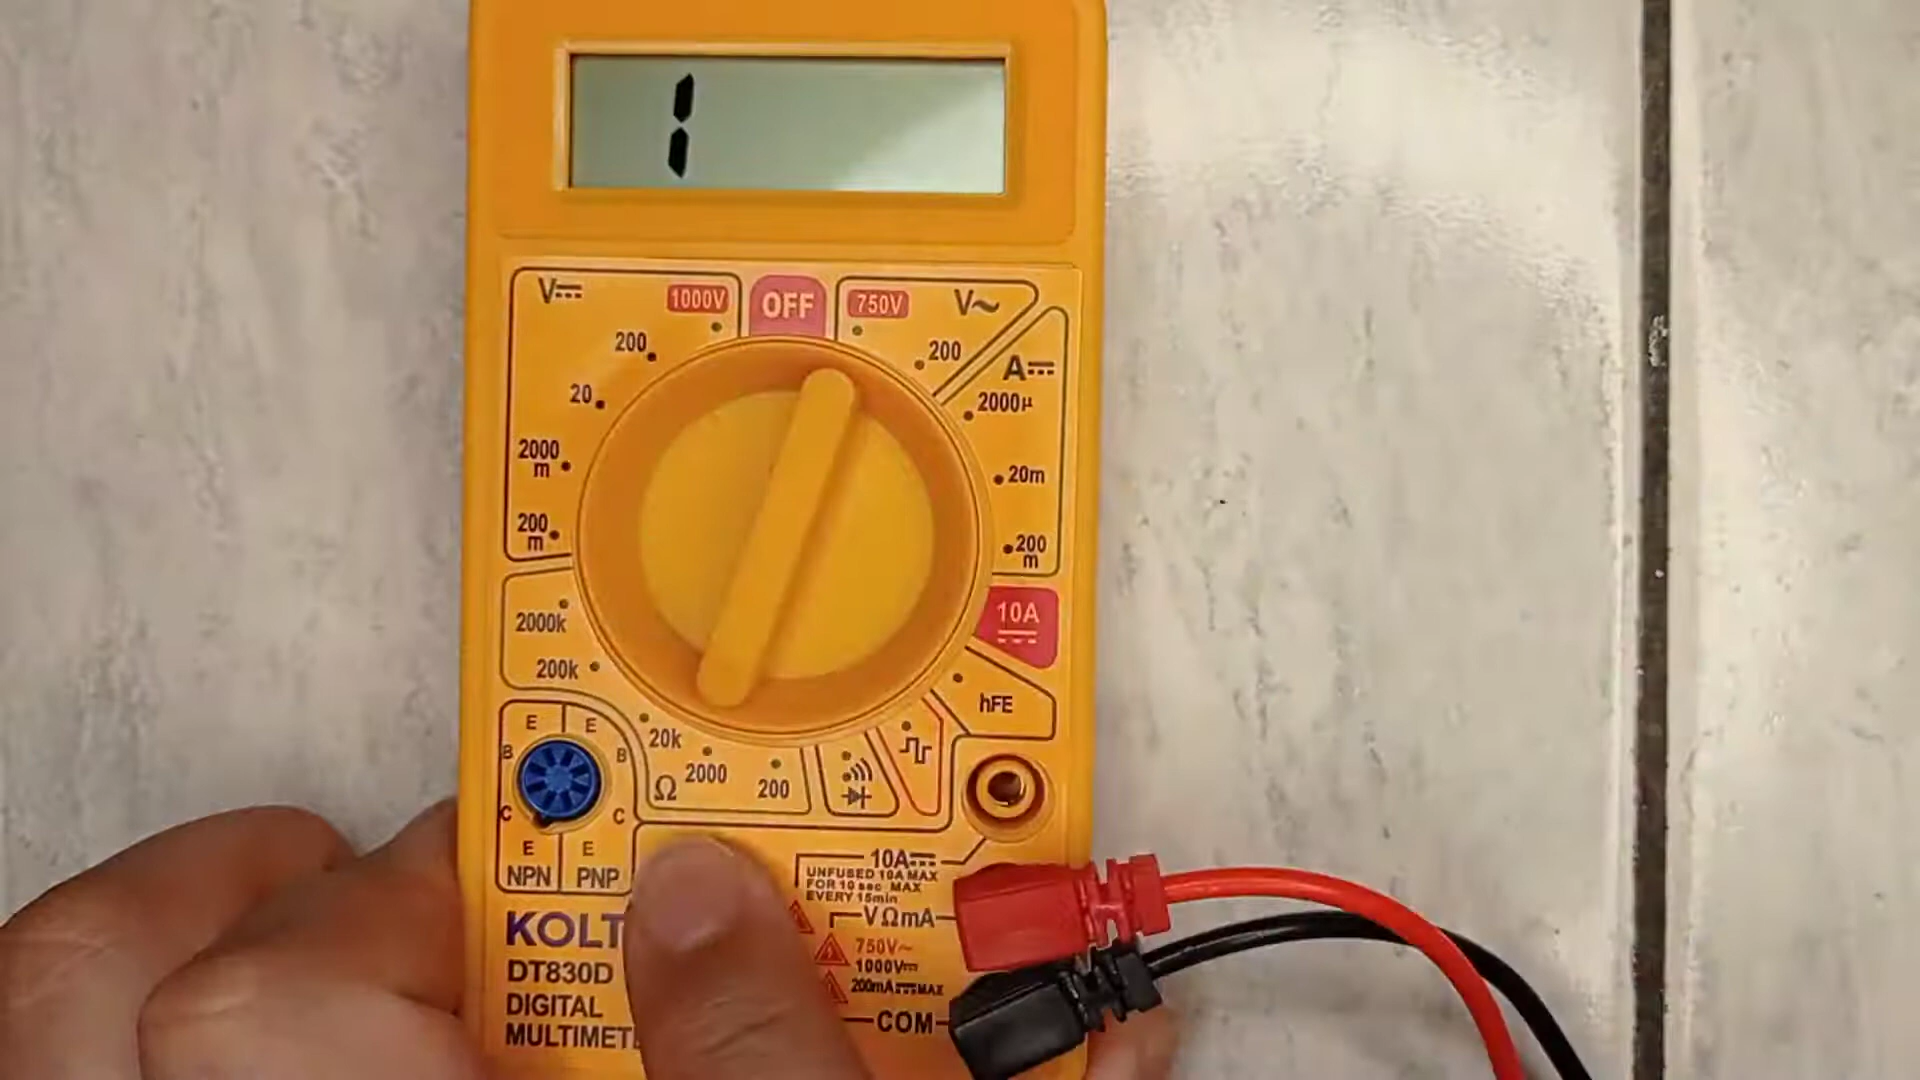 1
V⎓ 1000V OFF 750V V~
200
20
2000
m
200
m
200
A⎓
2000µ
20m
200
m
10A
hFE
2000k
200k
20k
2000
200
Ω
E E
B B
C C
E E
NPN PNP
10A⎓
UNFUSED 10A MAX
FOR 10 sec MAX
EVERY 15min
VΩmA
750V~
1000V⎓
200mA⎓MAX
COM
KOLT
DT830D
DIGITAL
MULTIMET